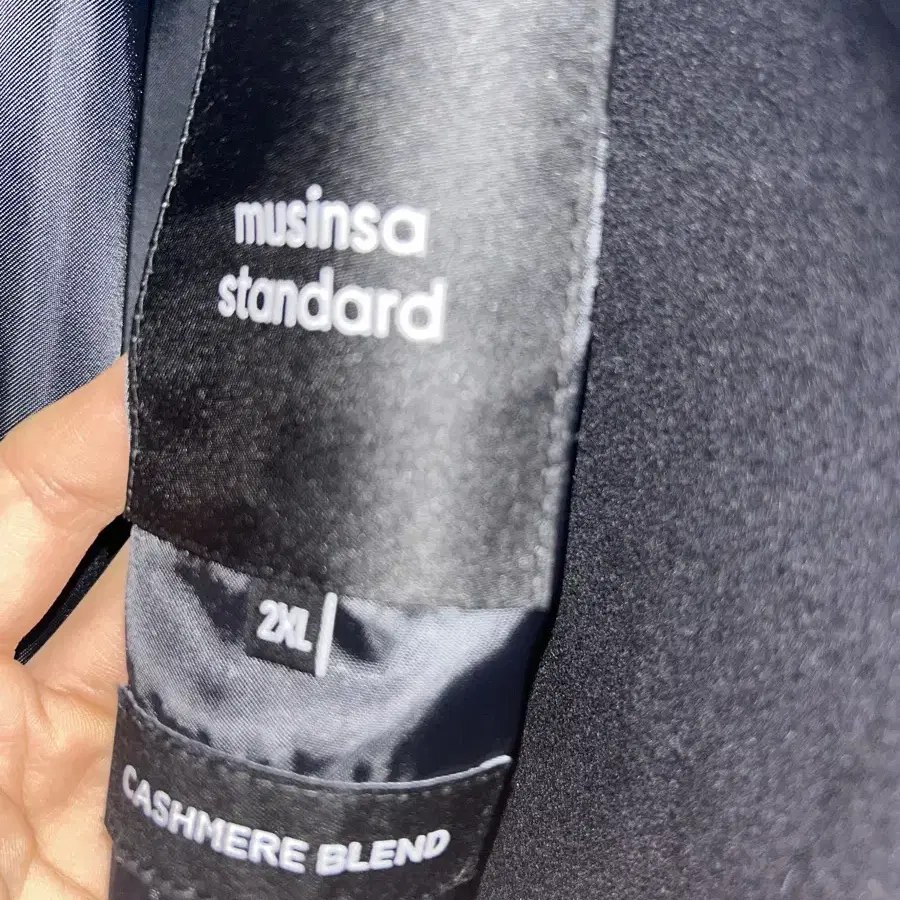 musinsa
standard
2XL
CASHMERE BLEND